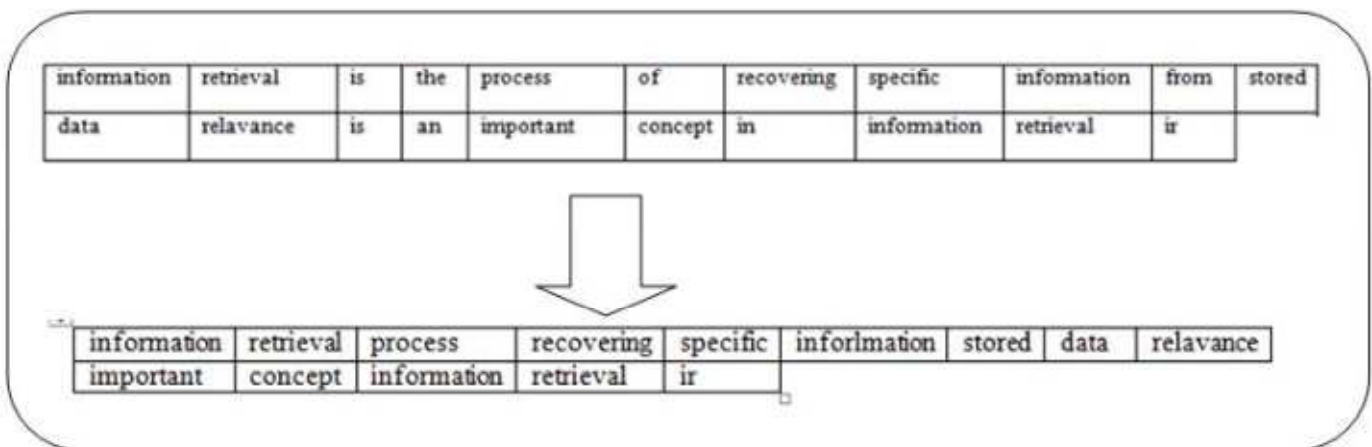 information retrieval is the process of recovering specific information from stored
data relavance is an important concept in information retrieval ir
information retrieval process recovering specific inforlmation stored data relavance
important concept information retrieval ir